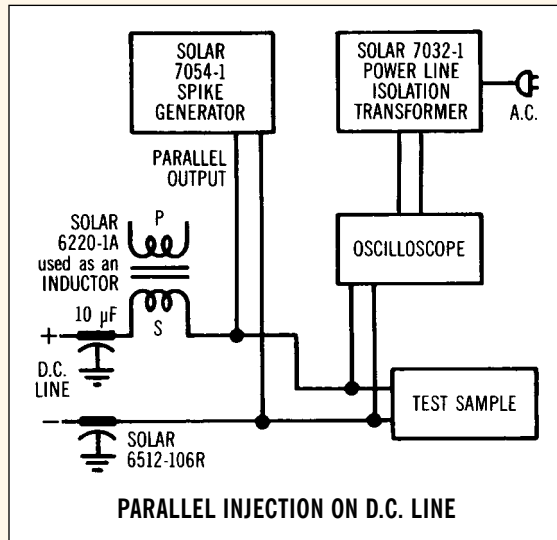 SOLAR
7054-1
SPIKE
GENERATOR
SOLAR 7032-1
POWER LINE
ISOLATION
TRANSFORMER
A.C.
PARALLEL
OUTPUT
SOLAR
6220-1A
used as an
INDUCTOR
P
OSCILLOSCOPE
10 µF
S
+
D.C.
LINE
TEST SAMPLE
–
SOLAR
6512-106R
PARALLEL INJECTION ON D.C. LINE